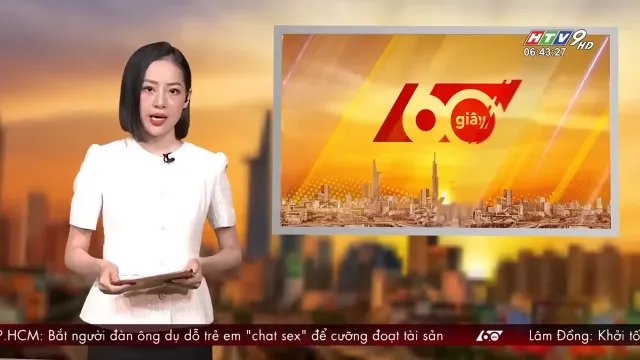 HTV9 HD
06:43:27
60 giây
P.HCM: Bắt người đàn ông dụ dỗ trẻ em "chat sex" để cưỡng đoạt tài sản 60 Lâm Đồng: Khởi tố